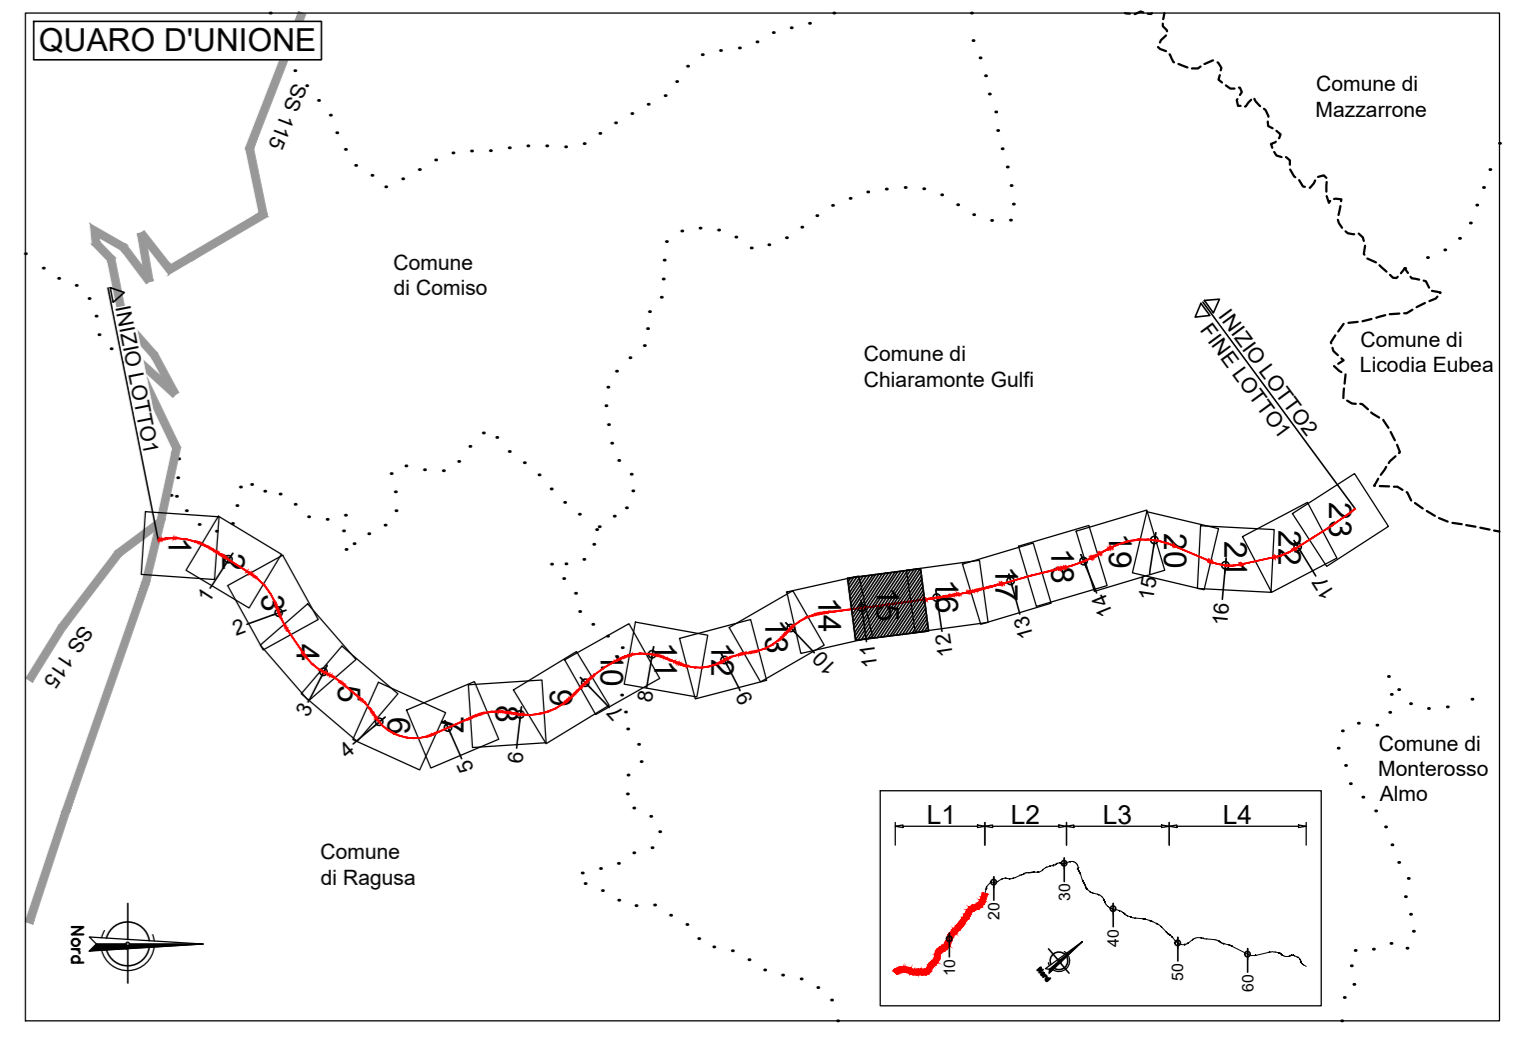 QUARO D'UNIONE
SS 115
Comune di
Mazzarrone
Comune
di Comiso
INIZIO LOTTO1
Comune di
Chiaramonte Gulfi
Comune di
Licodia Eubea
INIZIO LOTTO2
FINE LOTTO1
1
2
3
4
5
6
7
8
9
10
11
12
13
14
15
16
17
18
19
20
21
22
23
1
2
3
4
5
6
7
8
9
10
11
12
13
14
15
16
17
SS 115
Comune
di Ragusa
Comune di
Monterosso
Almo
Nord
L1
L2
L3
L4
10
20
30
40
50
60